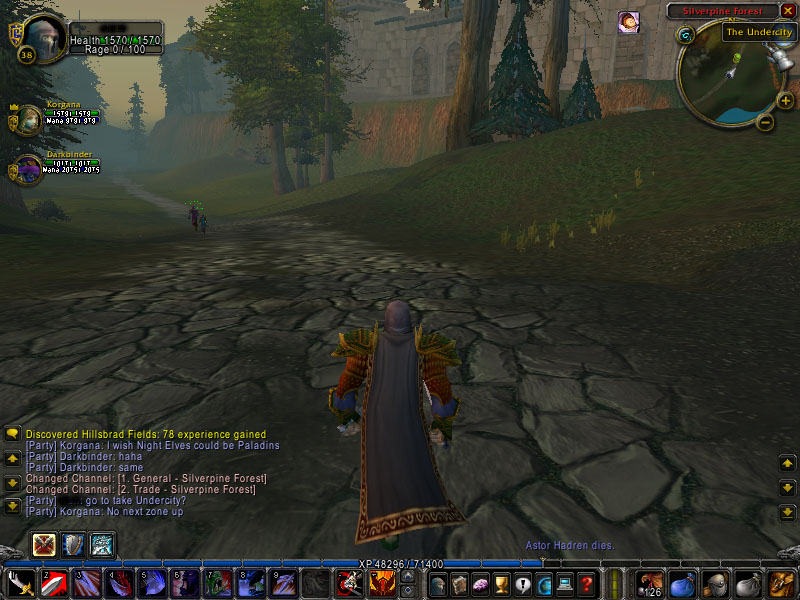 Silverpine Forest
The Undercity
Health 1570 / 1570
Rage 0 / 100
38
Korgana
Darkbinder
Discovered Hillsbrad Fields: 78 experience gained
[Party] Korgana: I wish Night Elves could be Paladins
[Party] Darkbinder: haha
[Party] Darkbinder: same
Changed Channel: [1. General - Silverpine Forest]
Changed Channel: [2. Trade - Silverpine Forest]
[Party] go to take Undercity?
[Party] Korgana: No next zone up
Astor Hadren dies.
XP 48296 / 71400
126